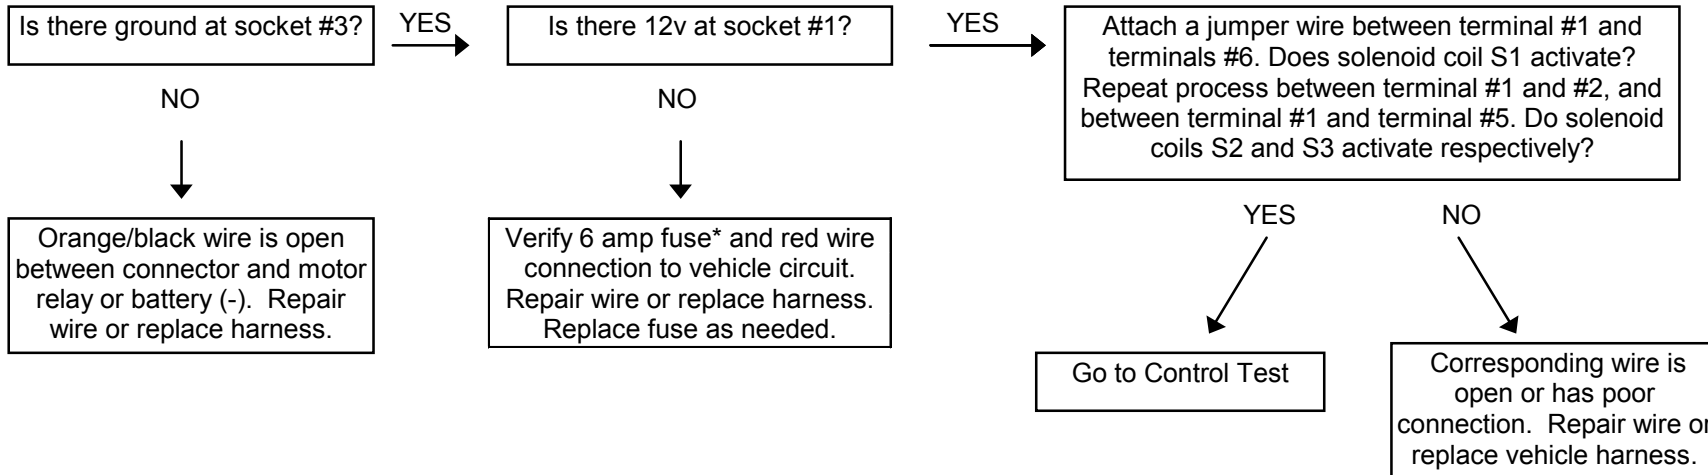 Is there ground at socket #3?
YES
Is there 12v at socket #1?
YES
Attach a jumper wire between terminal #1 and
terminals #6. Does solenoid coil S1 activate?
Repeat process between terminal #1 and #2, and
between terminal #1 and terminal #5. Do solenoid
coils S2 and S3 activate respectively?
NO
NO
YES
NO
Orange/black wire is open
between connector and motor
relay or battery (-).  Repair
wire or replace harness.
Verify 6 amp fuse* and red wire
connection to vehicle circuit.
Repair wire or replace harness.
Replace fuse as needed.
Go to Control Test
Corresponding wire is
open or has poor
connection.  Repair wire or
replace vehicle harness.